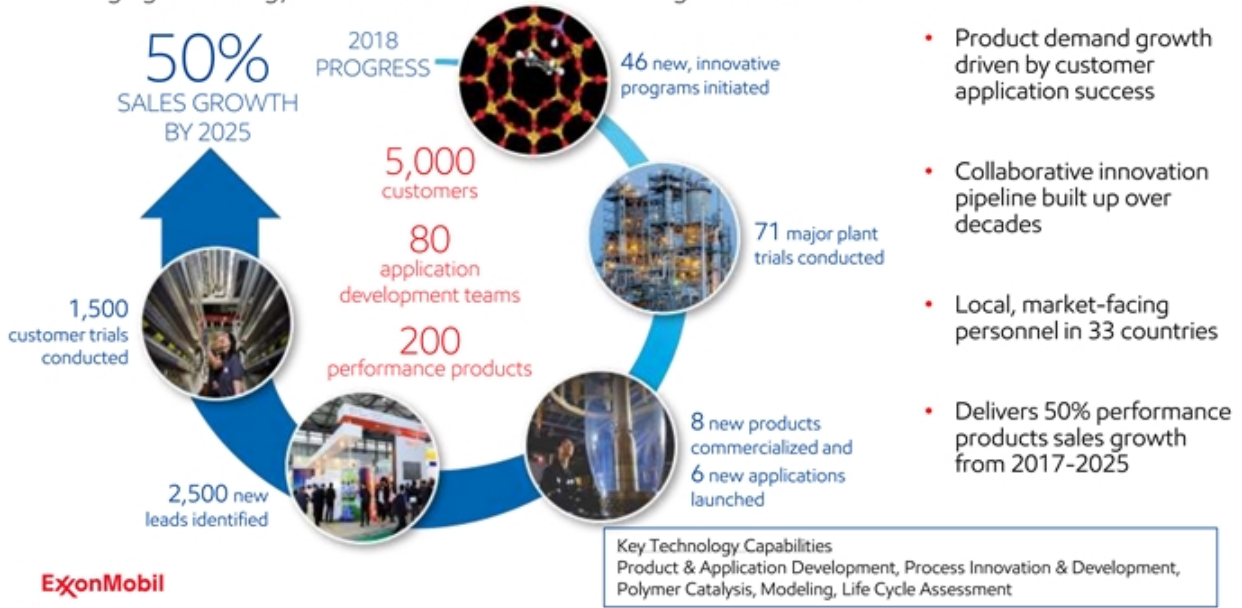 50%
SALES GROWTH
BY 2025
2018
PROGRESS
46 new, innovative
programs initiated
5,000
customers
80
application
development teams
200
performance products
71 major plant
trials conducted
1,500
customer trials
conducted
8 new products
commercialized and
6 new applications
launched
2,500 new
leads identified
• Product demand growth
driven by customer
application success
• Collaborative innovation
pipeline built up over
decades
• Local, market-facing
personnel in 33 countries
• Delivers 50% performance
products sales growth
from 2017-2025
Key Technology Capabilities
Product & Application Development, Process Innovation & Development,
Polymer Catalysis, Modeling, Life Cycle Assessment
ExxonMobil